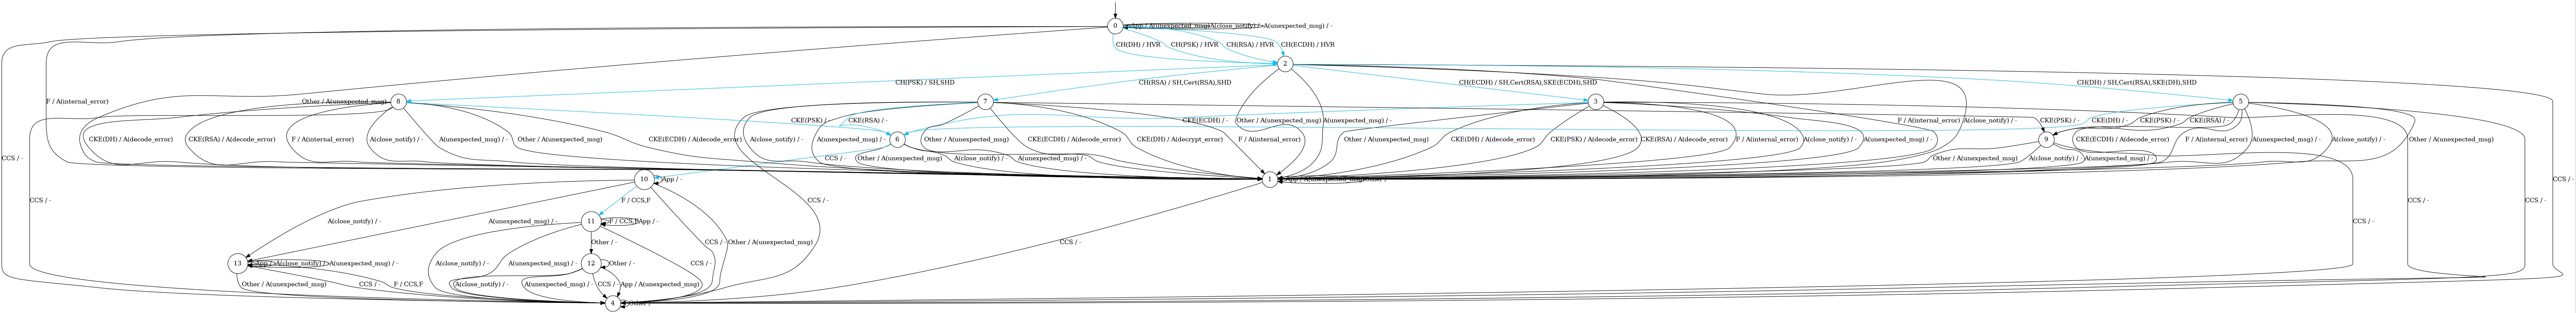 0
App / A(unexpected_msg)
A(close_notify) / -
A(unexpected_msg) / -
CH(DH) / HVR
CH(PSK) / HVR
CH(RSA) / HVR
CH(ECDH) / HVR
2
CH(PSK) / SH,SHD
CH(RSA) / SH,Cert(RSA),SHD
CH(ECDH) / SH,Cert(RSA),SKE(ECDH),SHD
CH(DH) / SH,Cert(RSA),SKE(DH),SHD
F / A(internal_error)
Other / A(unexpected_msg)
8
7
3
5
CKE(PSK) / -
CKE(RSA) / -
CKE(ECDH) / -
Other / A(unexpected_msg)
A(unexpected_msg) / -
F / A(internal_error)
A(close_notify) / -
CKE(PSK) / -
CKE(DH) / -
CKE(PSK) / -
CKE(RSA) / -
CKE(DH) / A(decode_error)
CKE(RSA) / A(decode_error)
F / A(internal_error)
A(close_notify) / -
A(unexpected_msg) / -
Other / A(unexpected_msg)
CKE(ECDH) / A(decode_error)
A(close_notify) / -
A(unexpected_msg) / -
6
Other / A(unexpected_msg)
CKE(ECDH) / A(decode_error)
CKE(DH) / A(decrypt_error)
F / A(internal_error)
Other / A(unexpected_msg)
CKE(DH) / A(decode_error)
CKE(PSK) / A(decode_error)
CKE(RSA) / A(decode_error)
F / A(internal_error)
A(close_notify) / -
A(unexpected_msg) / -
9
CKE(ECDH) / A(decode_error)
F / A(internal_error)
A(unexpected_msg) / -
A(close_notify) / -
Other / A(unexpected_msg)
CCS / -
CCS / -
Other / A(unexpected_msg)
A(close_notify) / -
A(unexpected_msg) / -
Other / A(unexpected_msg)
A(close_notify) / -
A(unexpected_msg) / -
10
App / -
1
App / A(unexpected_msg)
Other / -
CCS / -
CCS / -
F / CCS,F
CCS / -
CCS / -
CCS / -
A(close_notify) / -
A(unexpected_msg) / -
11
F / CCS,F
App / -
CCS / -
Other / -
CCS / -
Other / A(unexpected_msg)
CCS / -
13
App / -
A(close_notify) / -
A(unexpected_msg) / -
A(close_notify) / -
A(unexpected_msg) / -
12
Other / -
CCS / -
Other / A(unexpected_msg)
CCS / -
F / CCS,F
A(close_notify) / -
A(unexpected_msg) / -
CCS / -
App / A(unexpected_msg)
4
Other / -